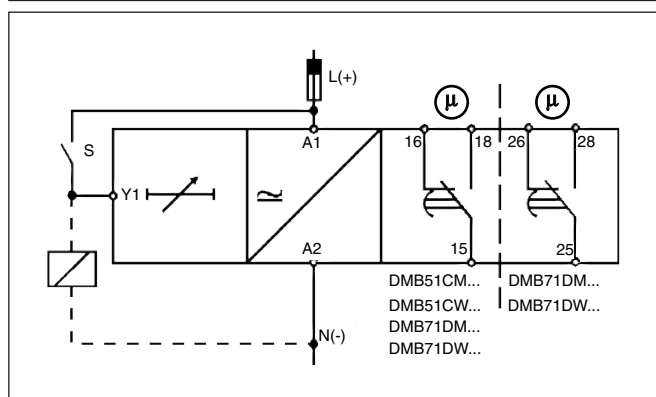 L(+)
µ
µ
S
A1
16
18
26
28
Y1
A2
15
25
DMB51CM...
DMB51CW...
DMB71DM...
DMB71DW...
DMB71DM...
DMB71DW...
N(-)